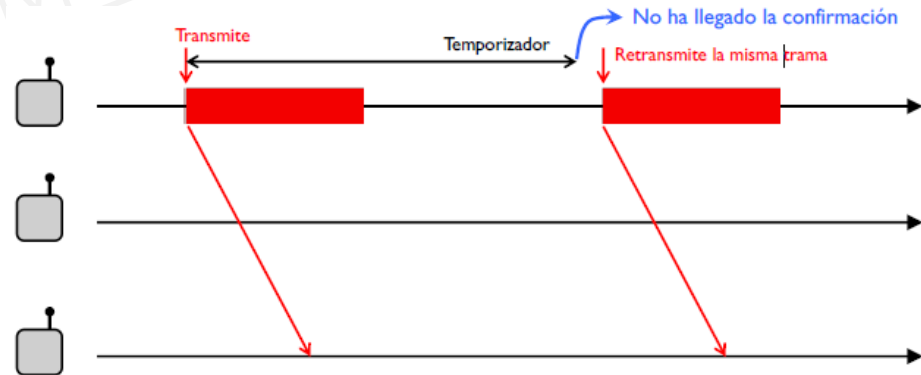 No ha llegado la confirmación
Transmite
Temporizador
Retransmite la misma trama